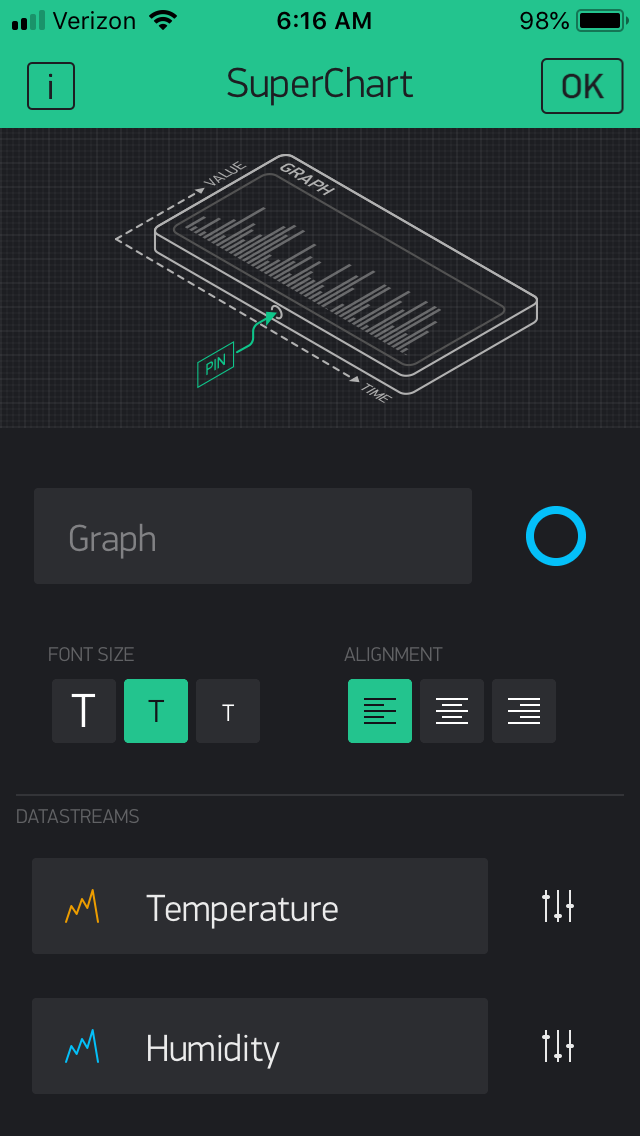 Verizon 6:16 AM 98%
i SuperChart OK
VALUE
GRAPH
PIN
TIME
Graph
FONT SIZE ALIGNMENT
T T T
DATASTREAMS
Temperature
Humidity